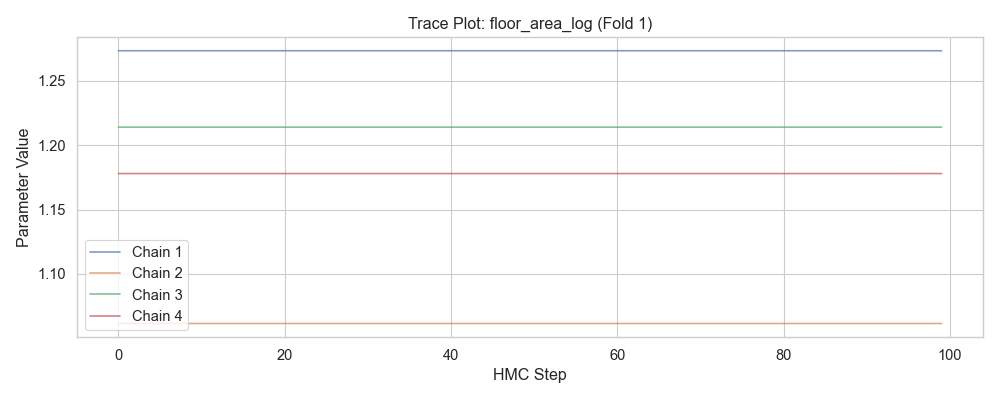 Trace Plot: floor_area_log (Fold 1)
Parameter Value
1.25
1.20
1.15
1.10
Chain 1
Chain 2
Chain 3
Chain 4
0 20 40 60 80 100
HMC Step